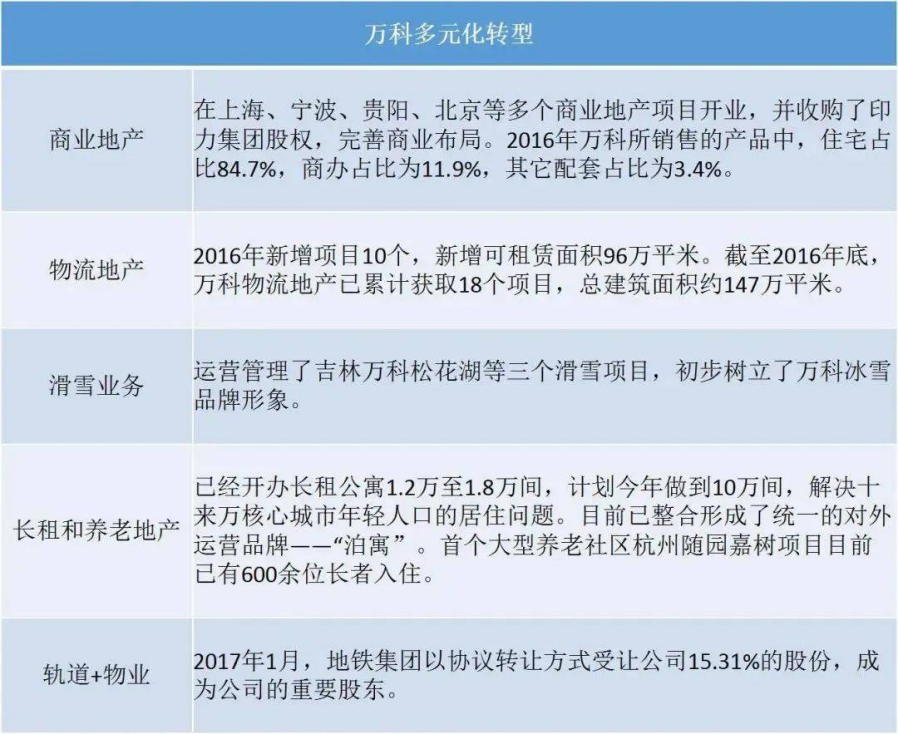 万科多元化转型
商业地产
在上海、宁波、贵阳、北京等多个商业地产项目开业，并收购了印
力集团股权，完善商业布局。2016年万科所销售的产品中，住宅占
比84.7%，商办占比为11.9%，其它配套占比为3.4%。
物流地产
2016年新增项目10个，新增可租赁面积96万平米。截至2016年底，
万科物流地产已累计获取18个项目，总建筑面积约147万平米。
滑雪业务
运营管理了吉林万科松花湖等三个滑雪项目，初步树立了万科冰雪
品牌形象。
长租和养老地产
已经开办长租公寓1.2万至1.8万间，计划今年做到10万间，解决十
来万核心城市年轻人口的居住问题。目前已整合形成了统一的对外
运营品牌——“泊寓”。首个大型养老社区杭州随园嘉树项目目前
已有600余位长者入住。
轨道+物业
2017年1月，地铁集团以协议转让方式受让公司15.31%的股份，成
为公司的重要股东。